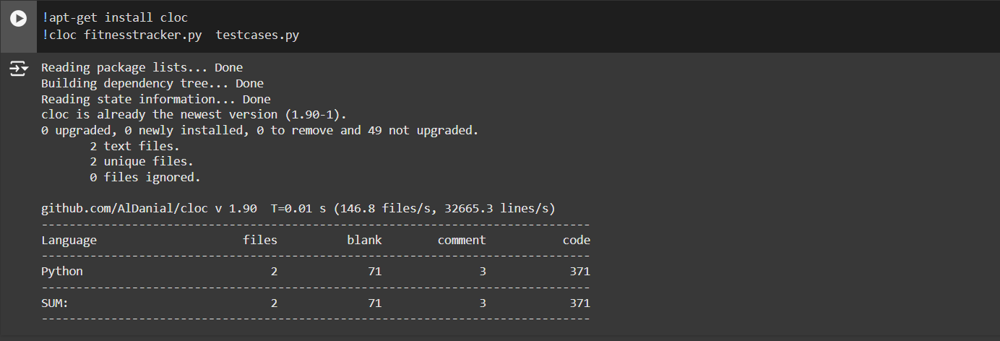 !apt-get install cloc
!cloc fitnesstracker.py  testcases.py
Reading package lists... Done
Building dependency tree... Done
Reading state information... Done
cloc is already the newest version (1.90-1).
0 upgraded, 0 newly installed, 0 to remove and 49 not upgraded.
       2 text files.
       2 unique files.
       0 files ignored.

github.com/AlDanial/cloc v 1.90  T=0.01 s (146.8 files/s, 32665.3 lines/s)
-------------------------------------------------------------------------------
Language                     files          blank        comment           code
-------------------------------------------------------------------------------
Python                           2             71              3            371
-------------------------------------------------------------------------------
SUM:                             2             71              3            371
-------------------------------------------------------------------------------